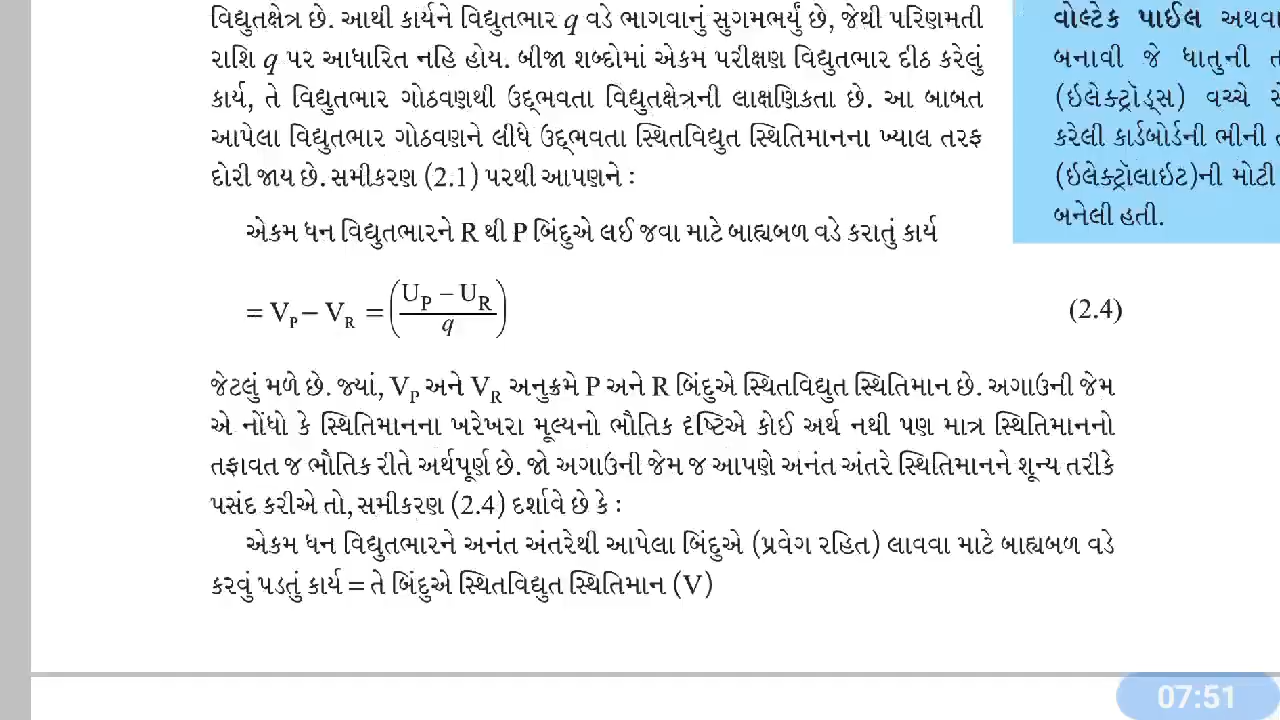 વિદ્યુતક્ષેત્ર છે. આથી કાર્યને વિદ્યુતભાર q વડે ભાગવાનું સુગમભર્યું છે, જેથી પરિણમતી
રાશિ q પર આધારિત નહિ હોય. બીજા શબ્દોમાં એકમ પરીક્ષણ વિદ્યુતભાર દીઠ કરેલું
કાર્ય, તે વિદ્યુતભાર ગોઠવણથી ઉદ્ભવતા વિદ્યુતક્ષેત્રની લાક્ષણિકતા છે. આ બાબત
આપેલા વિદ્યુતભાર ગોઠવણને લીધે ઉદ્ભવતા સ્થિતવિદ્યુત સ્થિતિમાનના ખ્યાલ તરફ
દોરી જાય છે. સમીકરણ (2.1) પરથી આપણને :
એકમ ધન વિદ્યુતભારને R થી P બિંદુએ લઈ જવા માટે બાહ્યબળ વડે કરાતું કાર્ય
= V_P – V_R = (U_P – U_R / q) (2.4)
જેટલું મળે છે. જ્યાં, V_P અને V_R અનુક્રમે P અને R બિંદુએ સ્થિતવિદ્યુત સ્થિતિમાન છે. અગાઉની જેમ
એ નોંધો કે સ્થિતિમાનના ખરેખરા મૂલ્યનો ભૌતિક દૃષ્ટિએ કોઈ અર્થ નથી પણ માત્ર સ્થિતિમાનનો
તફાવત જ ભૌતિક રીતે અર્થપૂર્ણ છે. જો અગાઉની જેમ જ આપણે અનંત અંતરે સ્થિતિમાનને શૂન્ય તરીકે
પસંદ કરીએ તો, સમીકરણ (2.4) દર્શાવે છે કે :
એકમ ધન વિદ્યુતભારને અનંત અંતરેથી આપેલા બિંદુએ (પ્રવેગ રહિત) લાવવા માટે બાહ્યબળ વડે
કરવું પડતું કાર્ય = તે બિંદુએ સ્થિતવિદ્યુત સ્થિતિમાન (V)
વોલ્ટેક પાઈલ અથવા
બનાવી જે ધાતુની
(ઇલેક્ટ્રૉડ્સ) વચ્ચે
કરેલી કાર્ડબોર્ડની ભીની
(ઇલેક્ટ્રૉલાઇટ)ની મોટી
બનેલી હતી.
07:51